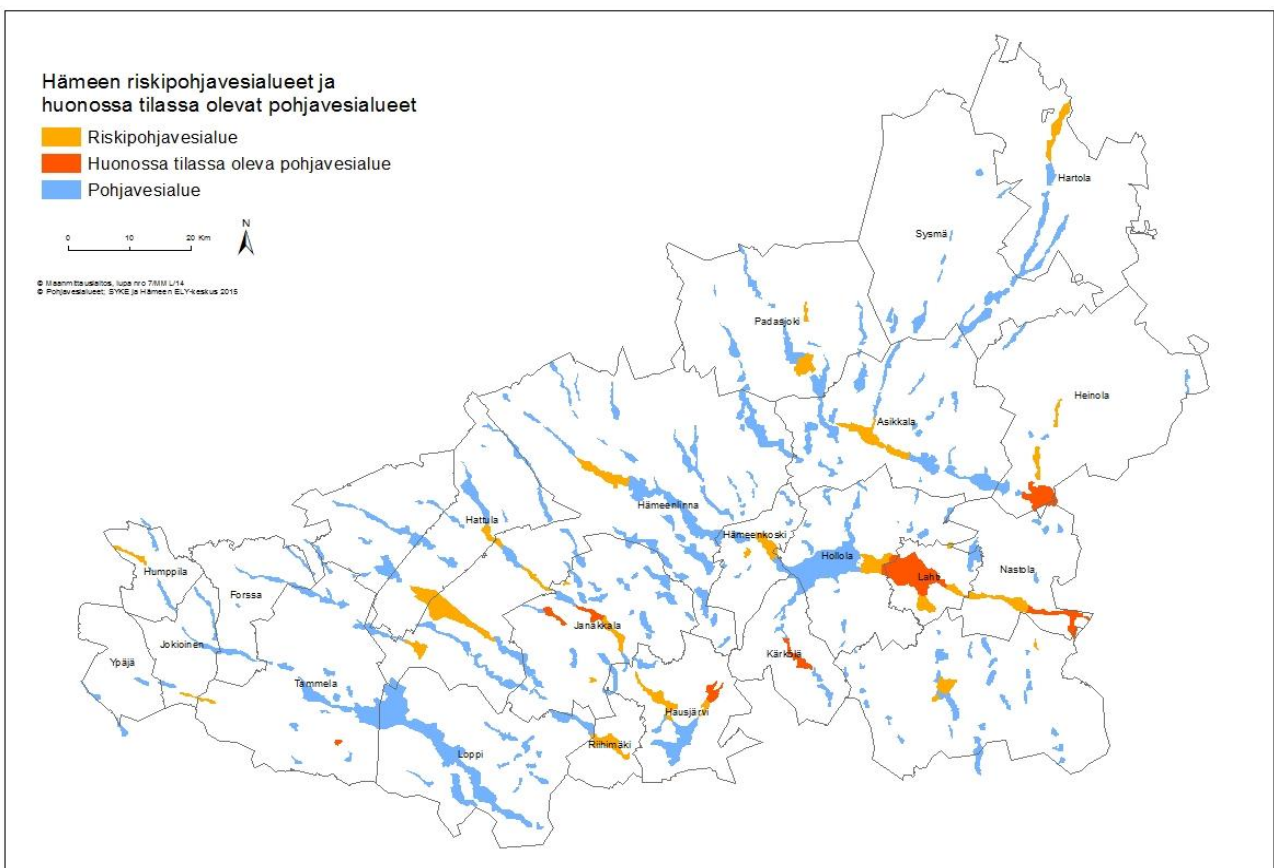 Hämeen riskipohjavesialueet ja
huonossa tilassa olevat pohjavesialueet
Riskipohjavesialue
Huonossa tilassa oleva pohjavesialue
Pohjavesialue
N
0 10 20 Km
© Maanmittauslaitos, lupa nro 7/MML/14
© Pohjavesialueet; SYKE ja Hämeen ELY-keskus 2015
Hartola
Sysmä
Padasjoki
Heinola
Asikkala
Hämeenlinna
Hattula
Hämeenkoski
Hollola
Nastola
Lahti
Humppila
Forssa
Janakkala
Jokioinen
Kärkölä
Ypäjä
Tammela
Hausjärvi
Riihimäki
Loppi